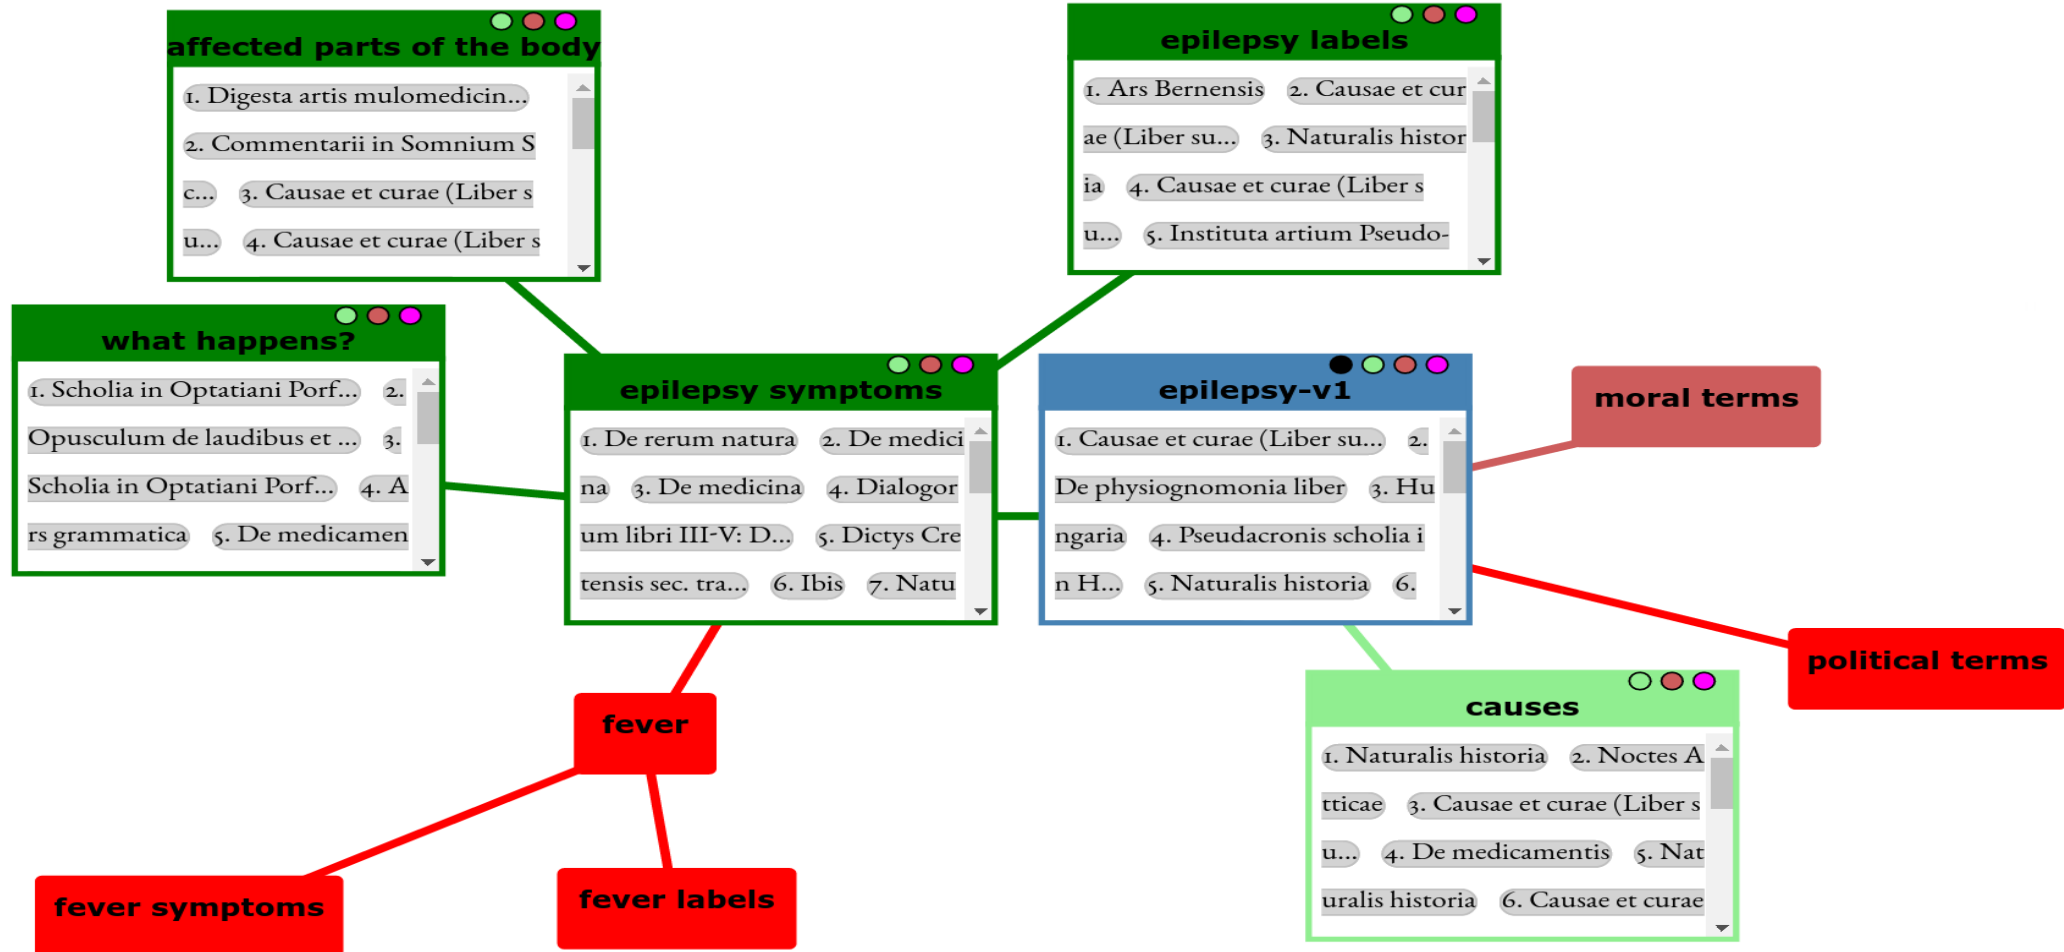 affected parts of the body
1. Digesta artis mulomedicin...
2. Commentarii in Somnium S
c... 3. Causae et curae (Liber s
u... 4. Causae et curae (Liber s
epilepsy labels
1. Ars Bernensis 2. Causae et cur
ae (Liber su... 3. Naturalis histor
ia 4. Causae et curae (Liber s
u... 5. Instituta artium Pseudo-
what happens?
1. Scholia in Optatiani Porf... 2.
Opusculum de laudibus et ... 3.
Scholia in Optatiani Porf... 4. A
rs grammatica 5. De medicamen
epilepsy symptoms
1. De rerum natura 2. De medici
na 3. De medicina 4. Dialogor
um libri III-V: D... 5. Dictys Cre
tensis sec. tra... 6. Ibis 7. Natu
epilepsy-v1
1. Causae et curae (Liber su... 2.
De physiognomonia liber 3. Hu
ngaria 4. Pseudacronis scholia i
n H... 5. Naturalis historia 6.
moral terms
political terms
causes
1. Naturalis historia 2. Noctes A
tticae 3. Causae et curae (Liber s
u... 4. De medicamentis 5. Nat
uralis historia 6. Causae et curae
fever
fever symptoms
fever labels